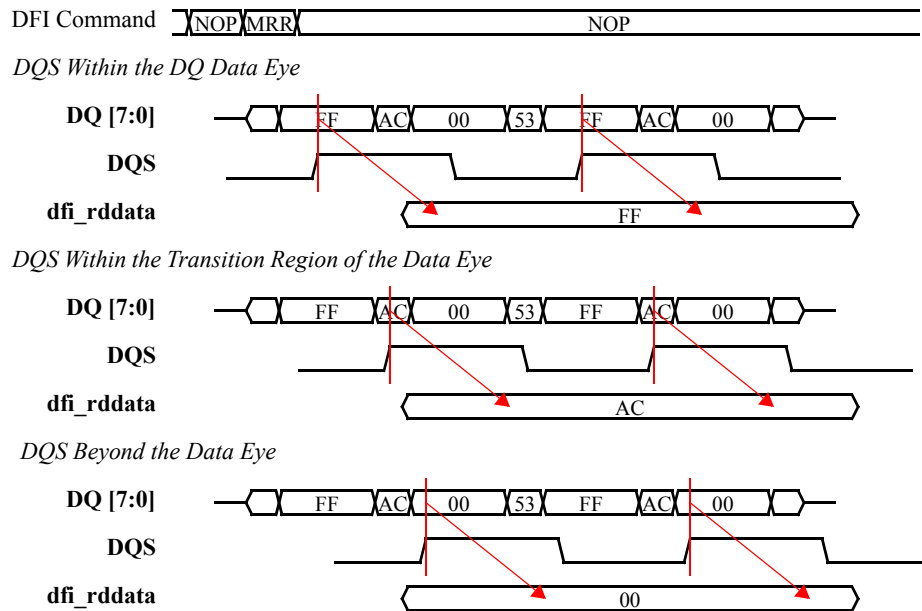 DFI Command NOP MRR NOP
DQS Within the DQ Data Eye
DQ [7:0] FF AC 00 53 FF AC 00
DQS
dfi_rddata FF
DQS Within the Transition Region of the Data Eye
DQ [7:0] FF AC 00 53 FF AC 00
DQS
dfi_rddata AC
DQS Beyond the Data Eye
DQ [7:0] FF AC 00 53 FF AC 00
DQS
dfi_rddata 00